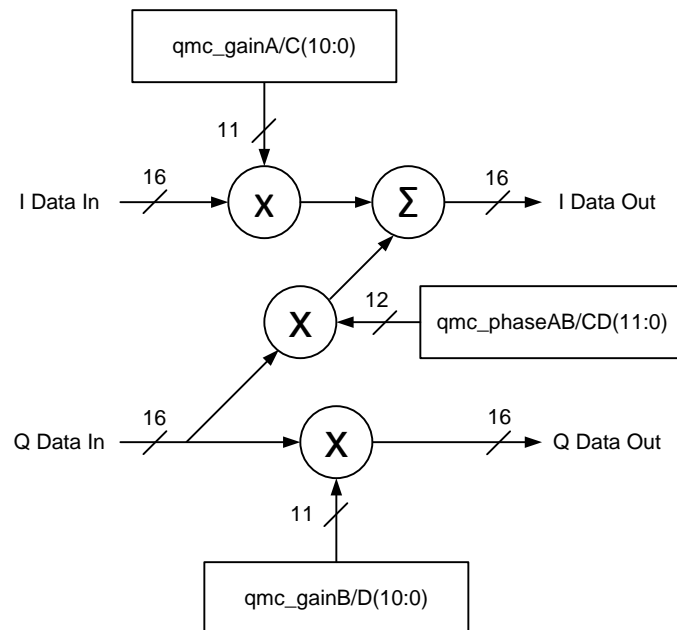 qmc_gainA/C(10:0)
11
I Data In
16
X
Σ
16
I Data Out
X
12
qmc_phaseAB/CD(11:0)
Q Data In
16
X
16
Q Data Out
11
qmc_gainB/D(10:0)